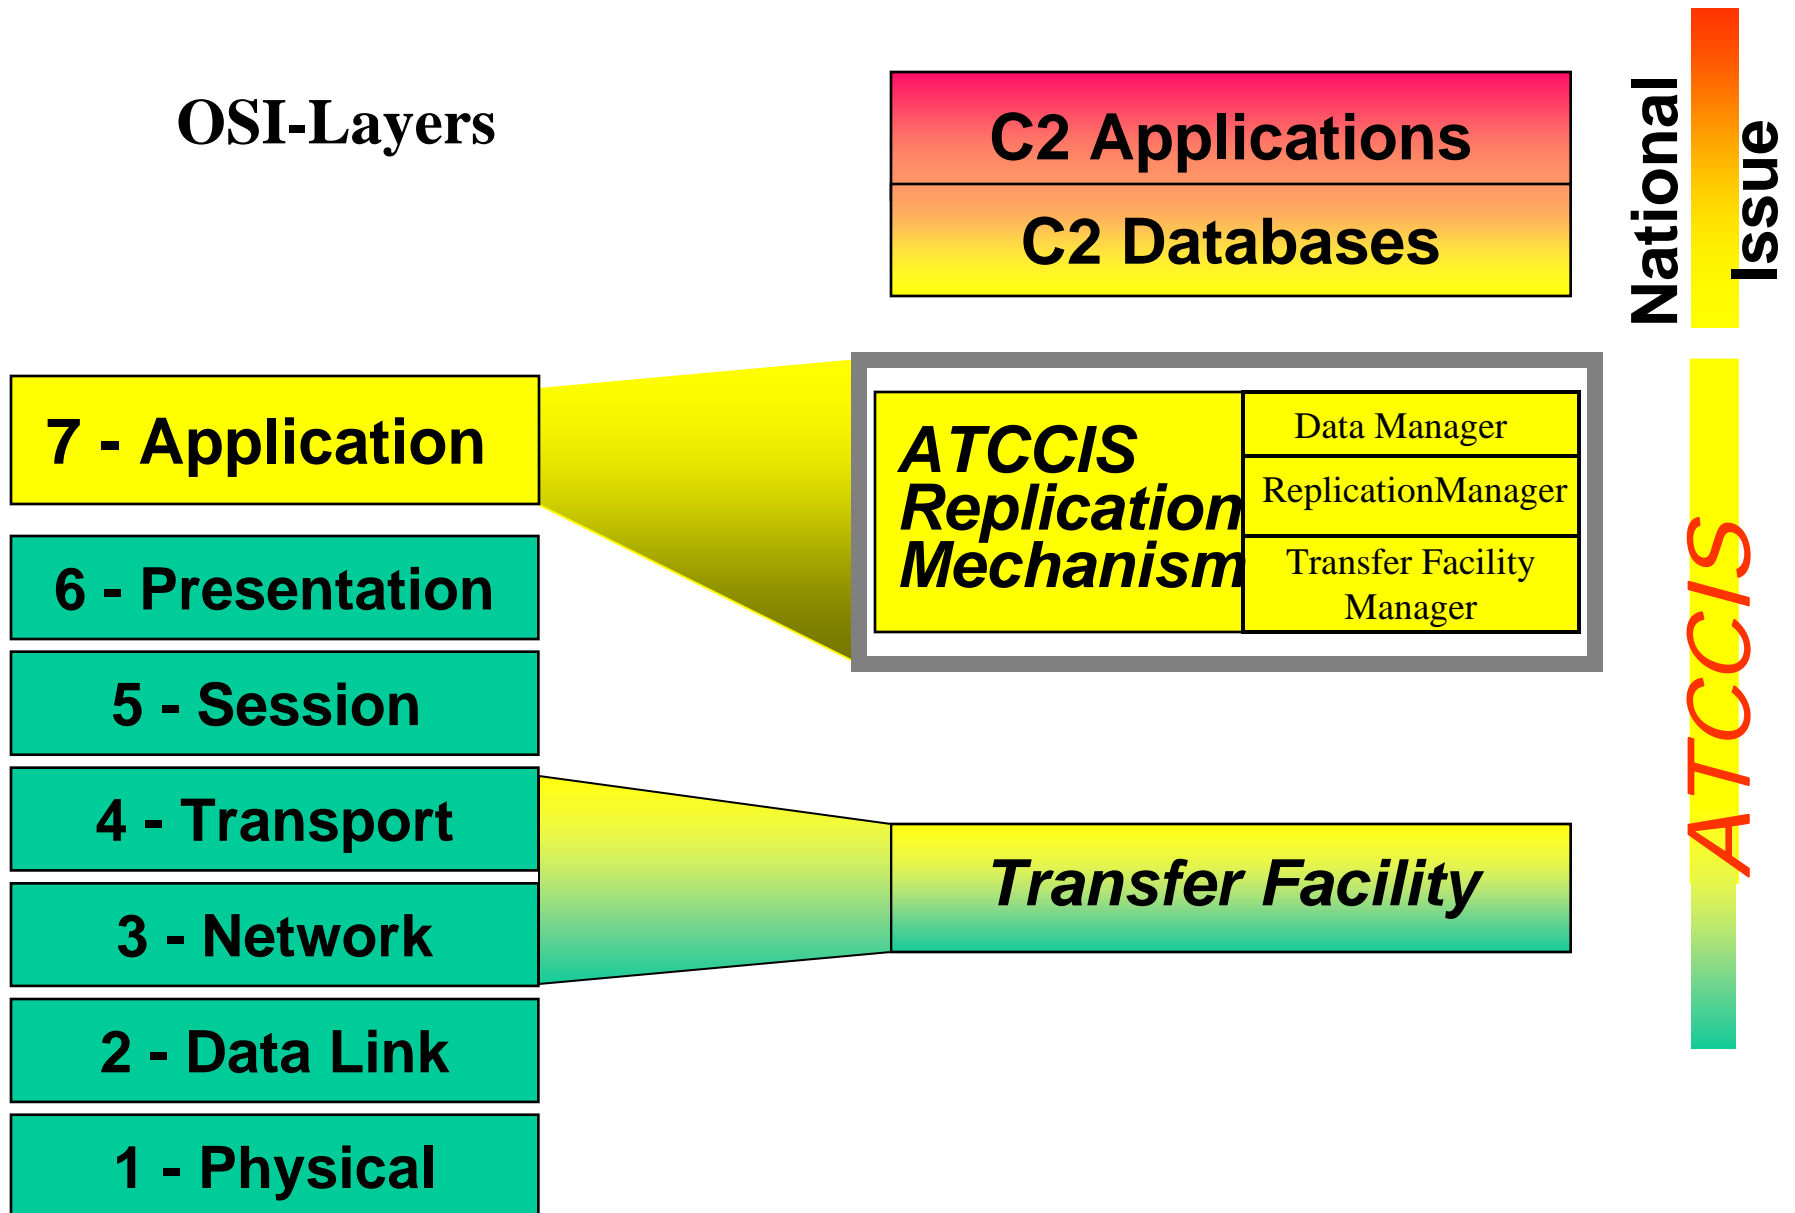 OSI-Layers
C2 Applications
C2 Databases
National
Issue
7 - Application
ATCCIS
Replication
Mechanism
Data Manager
ReplicationManager
Transfer Facility
Manager
6 - Presentation
5 - Session
4 - Transport
3 - Network
2 - Data Link
1 - Physical
Transfer Facility
ATCCIS